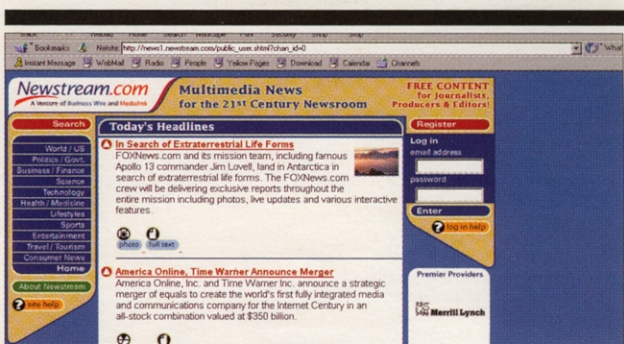 Bookmarks Netsite: http://news1.newstream.com/public_user.shtml?chan_id=0 What
Instant Message WebMail Radio People Yellow Pages Download Calendar Channels
Newstream.com
A Venture of Business Wire and Medialink
Multimedia News
for the 21st Century Newsroom
FREE CONTENT
for Journalists,
Producers & Editors!
Search
World / US
Politics / Govt.
Business / Finance
Science
Technology
Health / Medicine
Lifestyles
Sports
Entertainment
Travel / Tourism
Consumer News
Home
About Newstream
? site help
Today's Headlines
In Search of Extraterrestrial Life Forms
FOXNews.com and its mission team, including famous
Apollo 13 commander Jim Lovell, land in Antarctica in
search of extraterrestrial life forms. The FOXNews.com
crew will be delivering exclusive reports throughout the
entire mission including photos, live updates and various interactive
features.
photo full text
America Online, Time Warner Announce Merger
America Online, Inc. and Time Warner Inc. announce a strategic
merger of equals to create the world's first fully integrated media
and communications company for the Internet Century in an
all-stock combination valued at $350 billion.
Register
Log in
email address
password
Enter
? log in help
Premier Providers
Merrill Lynch